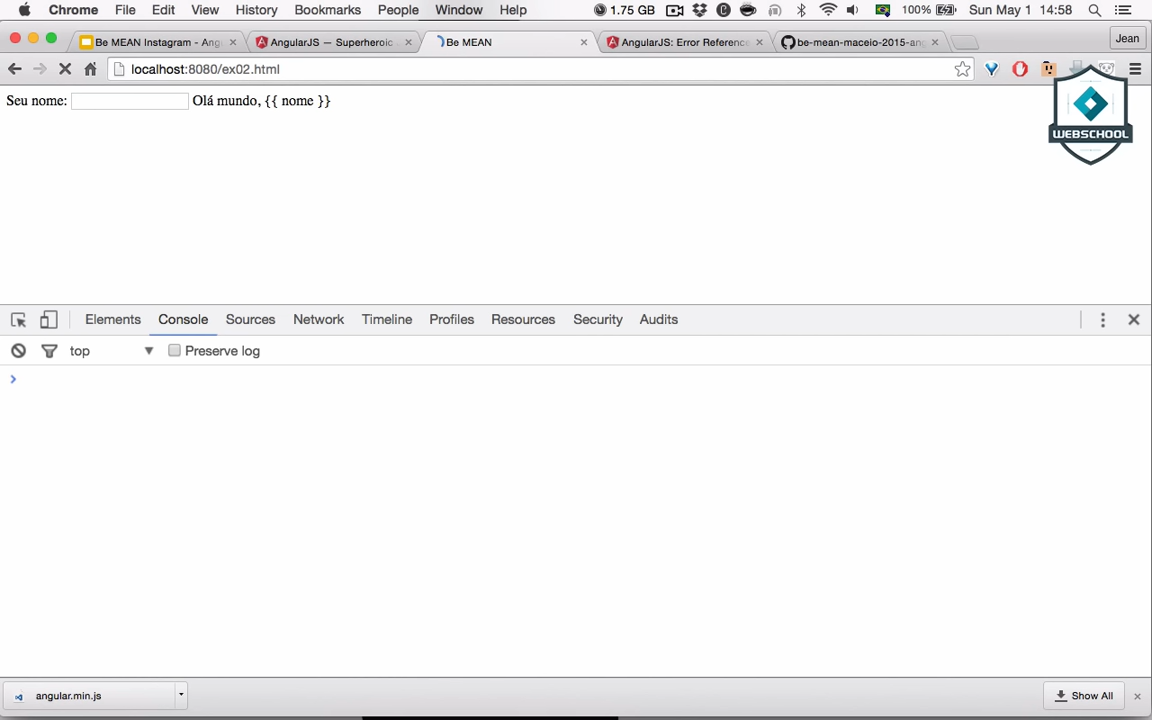 Chrome File Edit View History Bookmarks People Window Help 1.75 GB 100% Sun May 1 14:58
Be MEAN Instagram - Ang
AngularJS — Superheroic
Be MEAN
AngularJS: Error Reference
be-mean-maceio-2015-ang
Jean
localhost:8080/ex02.html
Seu nome: Olá mundo, {{ nome }}
WEBSCHOOL
Elements Console Sources Network Timeline Profiles Resources Security Audits
top Preserve log
angular.min.js Show All